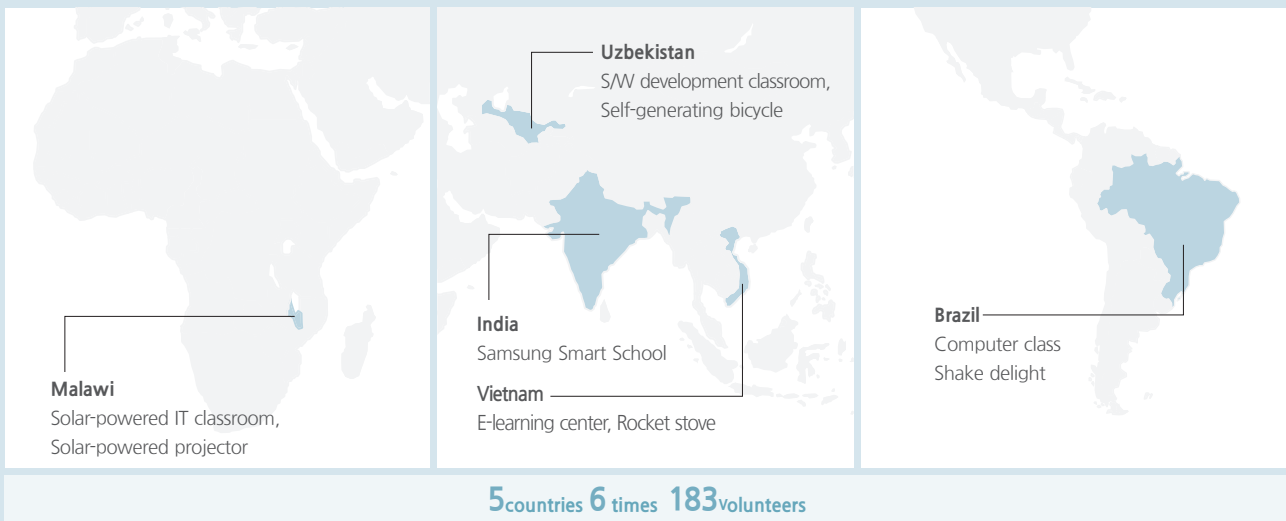 Malawi
Solar-powered IT classroom,
Solar-powered projector
Uzbekistan
S/W development classroom,
Self-generating bicycle
India
Samsung Smart School
Vietnam
E-learning center, Rocket stove
Brazil
Computer class
Shake delight
5countries 6 times 183Volunteers